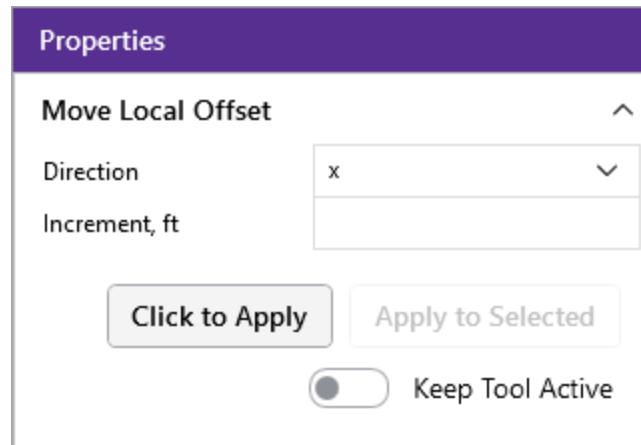 Properties
Move Local Offset
Direction x
Increment, ft
Click to Apply Apply to Selected
Keep Tool Active